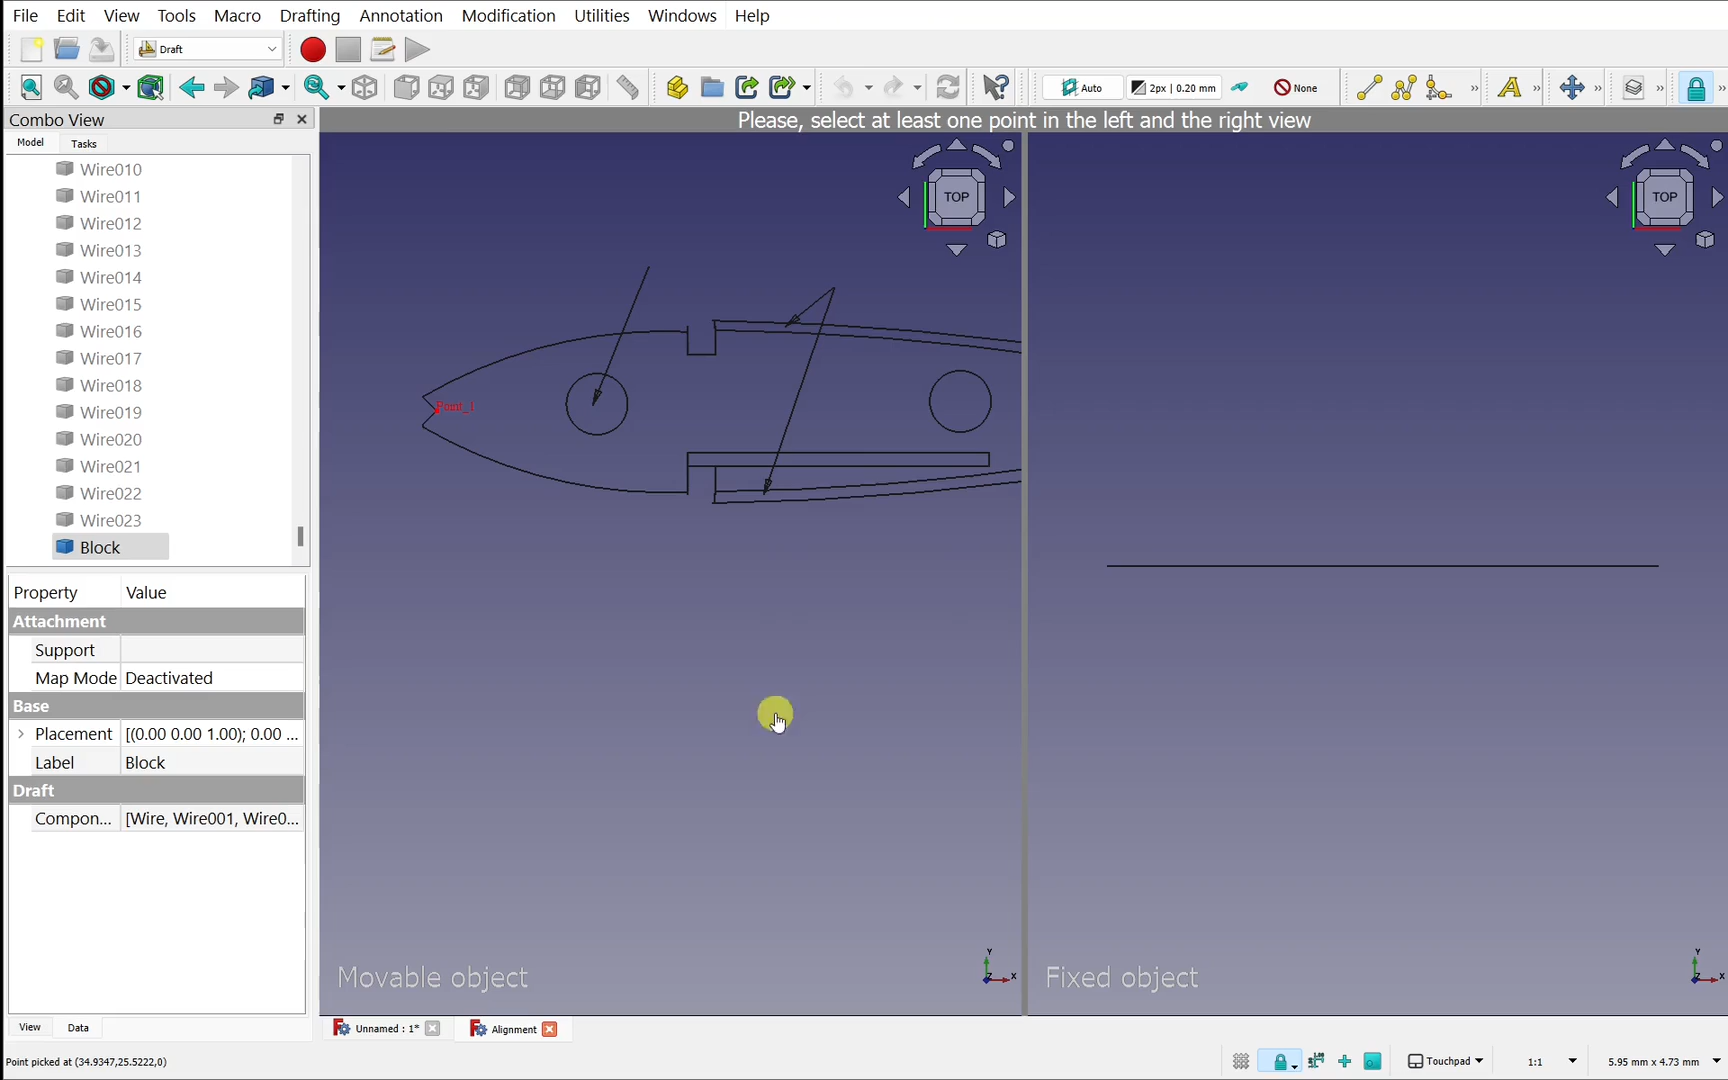 File Edit View Tools Macro Drafting Annotation Modification Utilities Windows Help
Draft
Auto 2px | 0.20 mm None
Combo View
Please, select at least one point in the left and the right view
Model Tasks
Wire010
Wire011
Wire012
Wire013
Wire014
Wire015
Wire016
Wire017
Wire018
Wire019
Wire020
Wire021
Wire022
Wire023
Block
TOP
TOP
Point_1
Property Value
Attachment
Support
Map Mode Deactivated
Base
Placement [(0.00 0.00 1.00); 0.00 ...
Label Block
Draft
Compon... [Wire, Wire001, Wire0...
Movable object
Y
X
Z
Fixed object
Y
X
Z
View Data
Unnamed : 1*
Alignment
Point picked at (34.9347,25.5222,0)
Touchpad
1:1
5.95 mm x 4.73 mm